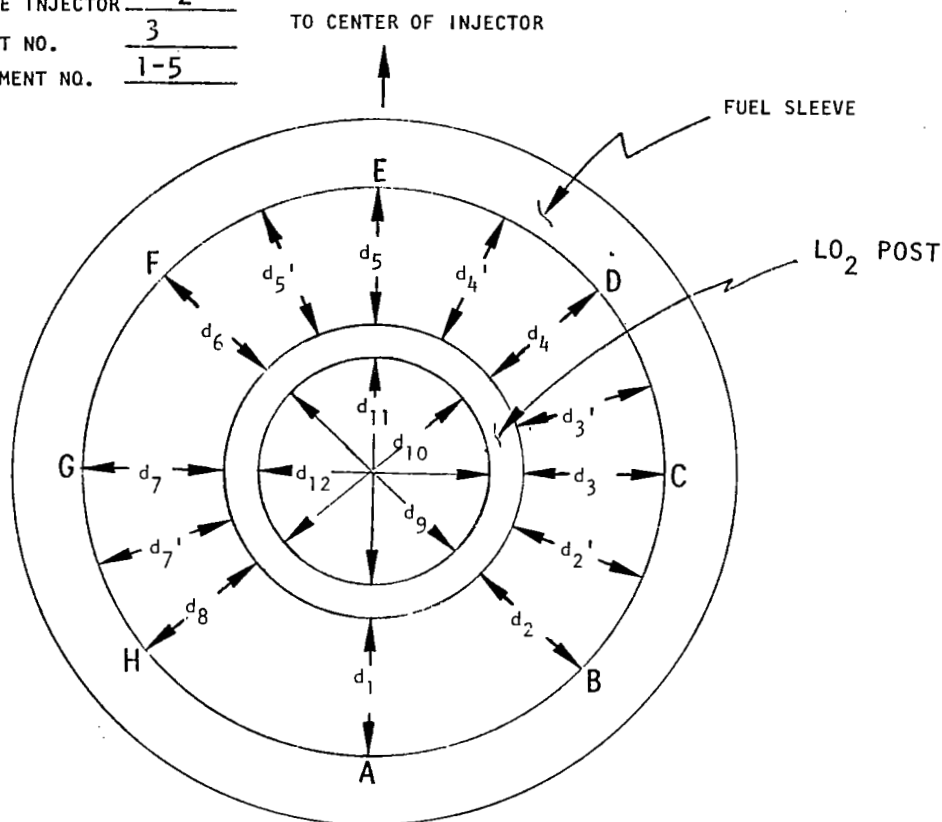 INJECTOR 2
TO CENTER OF INJECTOR
NO. 3
NO. 1-5
FUEL SLEEVE
E
F
d5'
d5
d4'
D
LO2 POST
d6
d4
d11
d3'
d10
G
d7
d12
d3
C
d9
d7'
d2'
d8
d2
H
d1
B
A